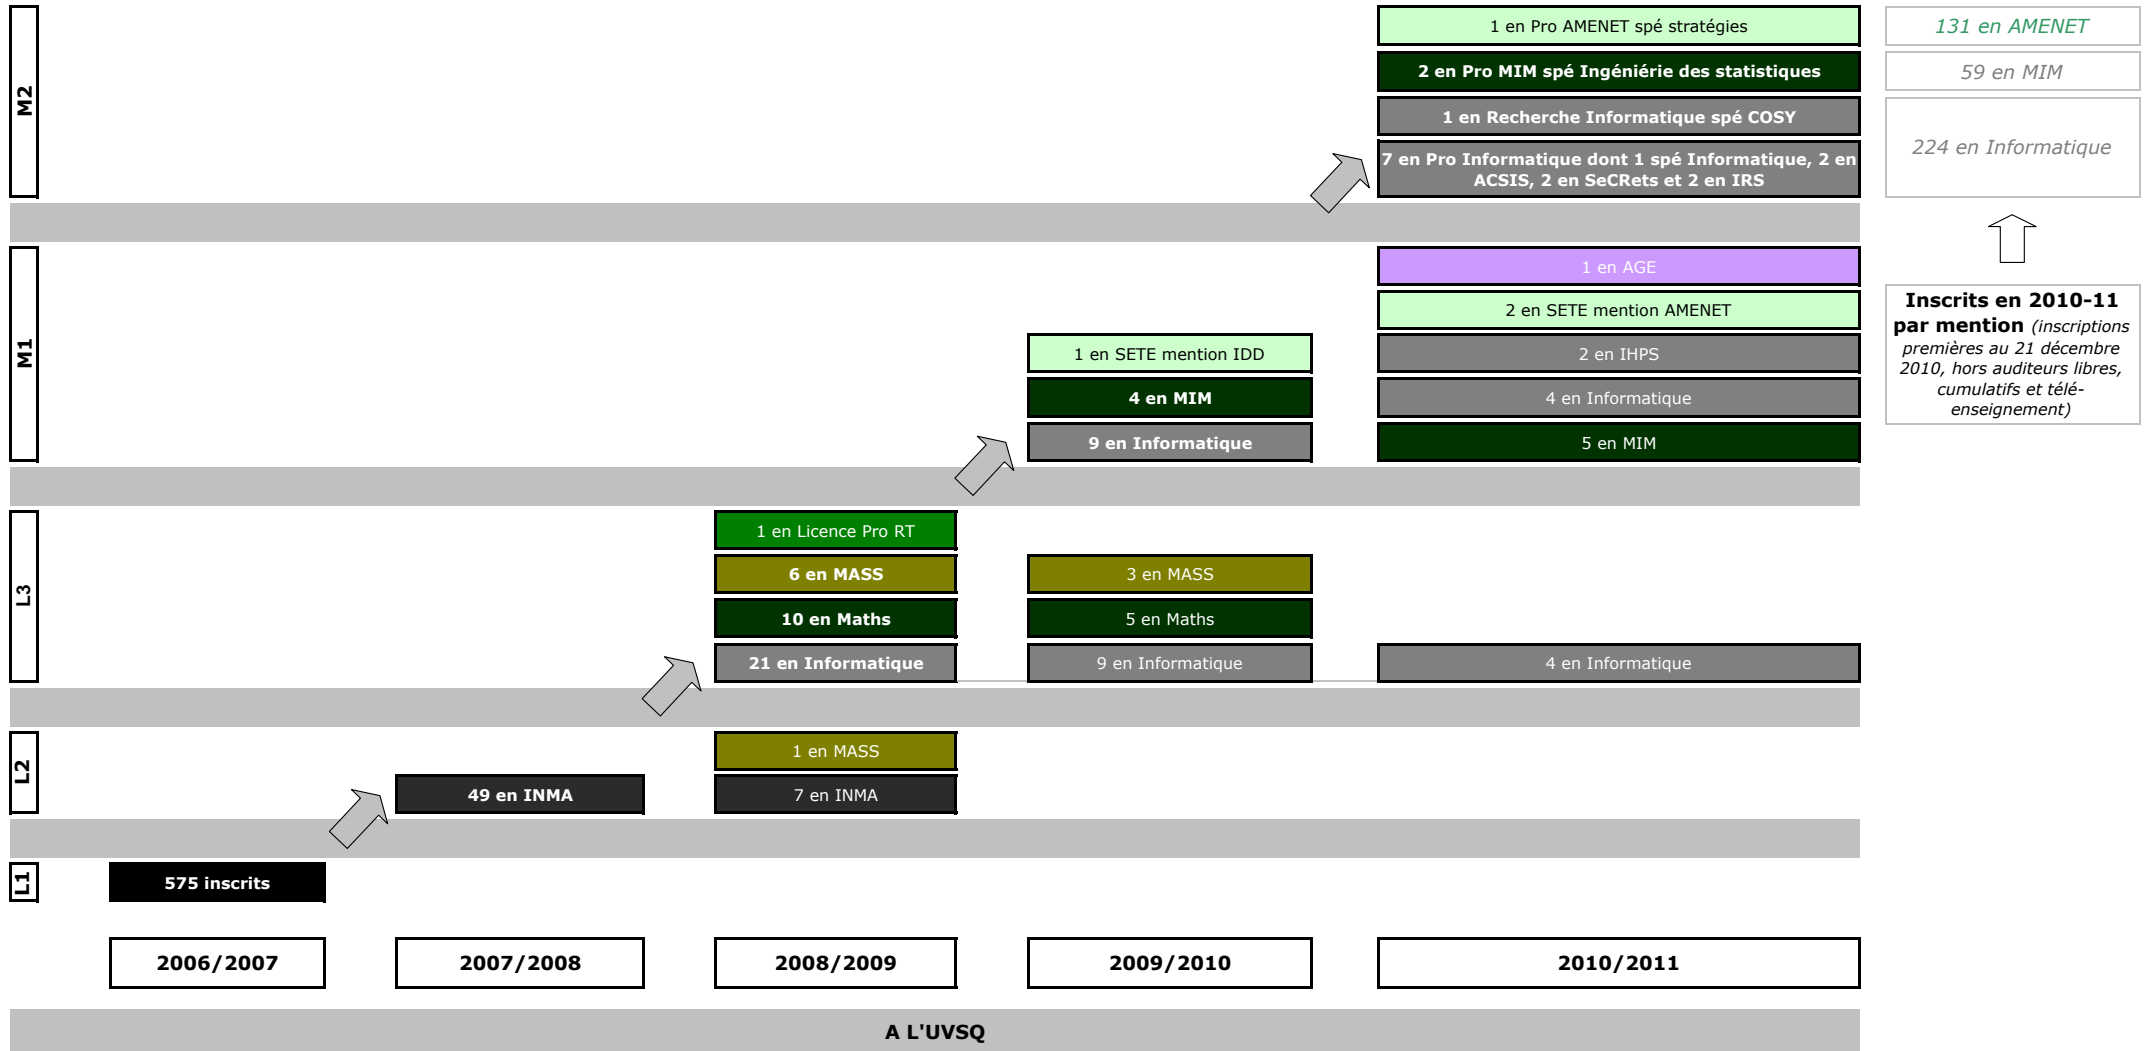 M2
1 en Pro AMENET spé stratégies
131 en AMENET
2 en Pro MIM spé Ingéniérie des statistiques
59 en MIM
1 en Recherche Informatique spé COSY
224 en Informatique
7 en Pro Informatique dont 1 spé Informatique, 2 en
ACSIS, 2 en SeCRets et 2 en IRS
M1
1 en AGE
2 en SETE mention AMENET
1 en SETE mention IDD
2 en IHPS
4 en MIM
4 en Informatique
9 en Informatique
5 en MIM
Inscrits en 2010-11
par mention (inscriptions
premières au 21 décembre
2010, hors auditeurs libres,
cumulatifs et télé-
enseignement)
L3
1 en Licence Pro RT
6 en MASS
3 en MASS
10 en Maths
5 en Maths
21 en Informatique
9 en Informatique
4 en Informatique
L2
1 en MASS
49 en INMA
7 en INMA
L1
575 inscrits
2006/2007
2007/2008
2008/2009
2009/2010
2010/2011
A L'UVSQ